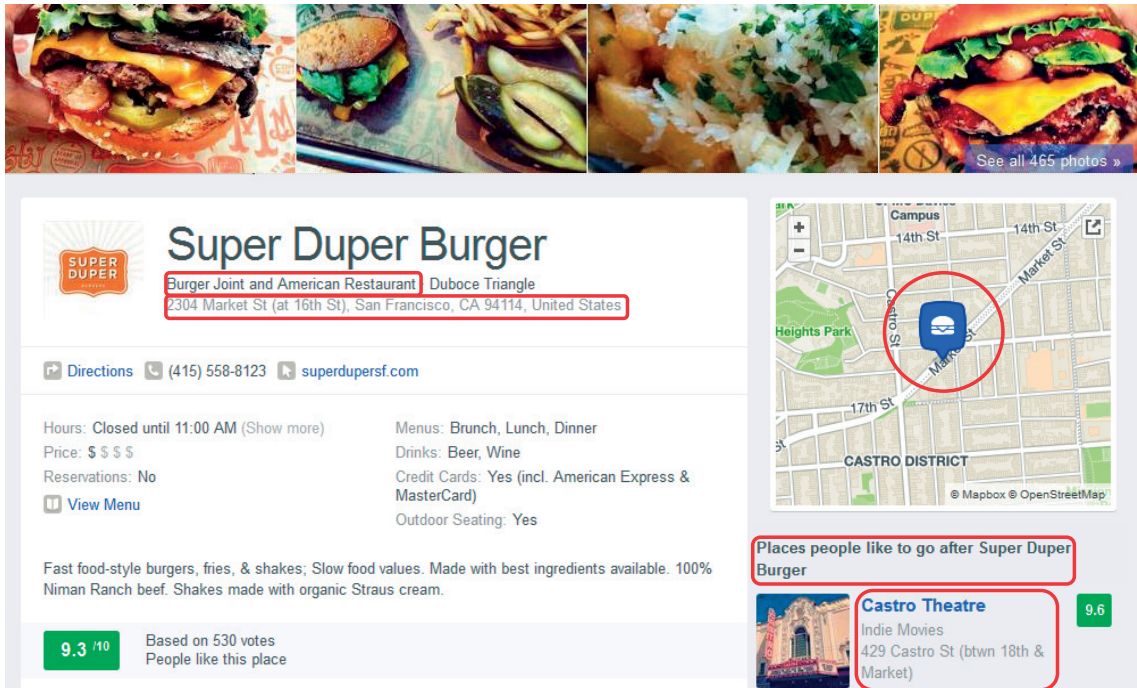 DUPER
See all 465 photos »
SUPER
DUPER
BURGERS
Super Duper Burger
Burger Joint and American Restaurant Duboce Triangle
2304 Market St (at 16th St), San Francisco, CA 94114, United States
Directions (415) 558-8123 superdupersf.com
Hours: Closed until 11:00 AM (Show more)
Price: $ $ $ $
Reservations: No
View Menu
Menus: Brunch, Lunch, Dinner
Drinks: Beer, Wine
Credit Cards: Yes (incl. American Express &
MasterCard)
Outdoor Seating: Yes
Fast food-style burgers, fries, & shakes; Slow food values. Made with best ingredients available. 100%
Niman Ranch beef. Shakes made with organic Straus cream.
9.3 /10
Based on 530 votes
People like this place
+
-
Campus
14th St
14th St
Market St
Castro St
Heights Park
Market St
17th St
St
CASTRO DISTRICT
© Mapbox © OpenStreetMap
Places people like to go after Super Duper
Burger
Castro Theatre
9.6
Indie Movies
429 Castro St (btwn 18th &
Market)